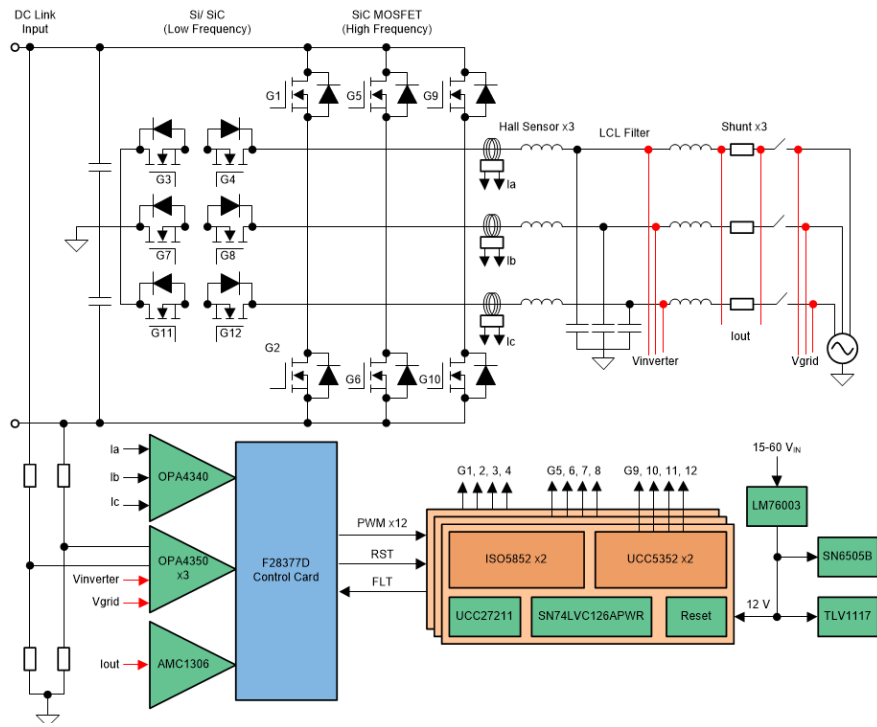 DC Link
Input
Si/ SiC
(Low Frequency)
SiC MOSFET
(High Frequency)
G1
G5
G9
Hall Sensor x3
LCL Filter
Shunt x3
G3
G4
Ia
G7
G8
Ib
G11
G12
Ic
G2
G6
G10
Vinverter
Iout
Vgrid
Ia
Ib
Ic
OPA4340
OPA4350
x3
Vinverter
Vgrid
Iout
AMC1306
F28377D
Control Card
PWM x12
RST
FLT
G1, 2, 3, 4
G5, 6, 7, 8
G9, 10, 11, 12
ISO5852 x2
UCC5352 x2
UCC27211
SN74LVC126APWR
Reset
15-60 VIN
LM76003
SN6505B
12 V
TLV1117